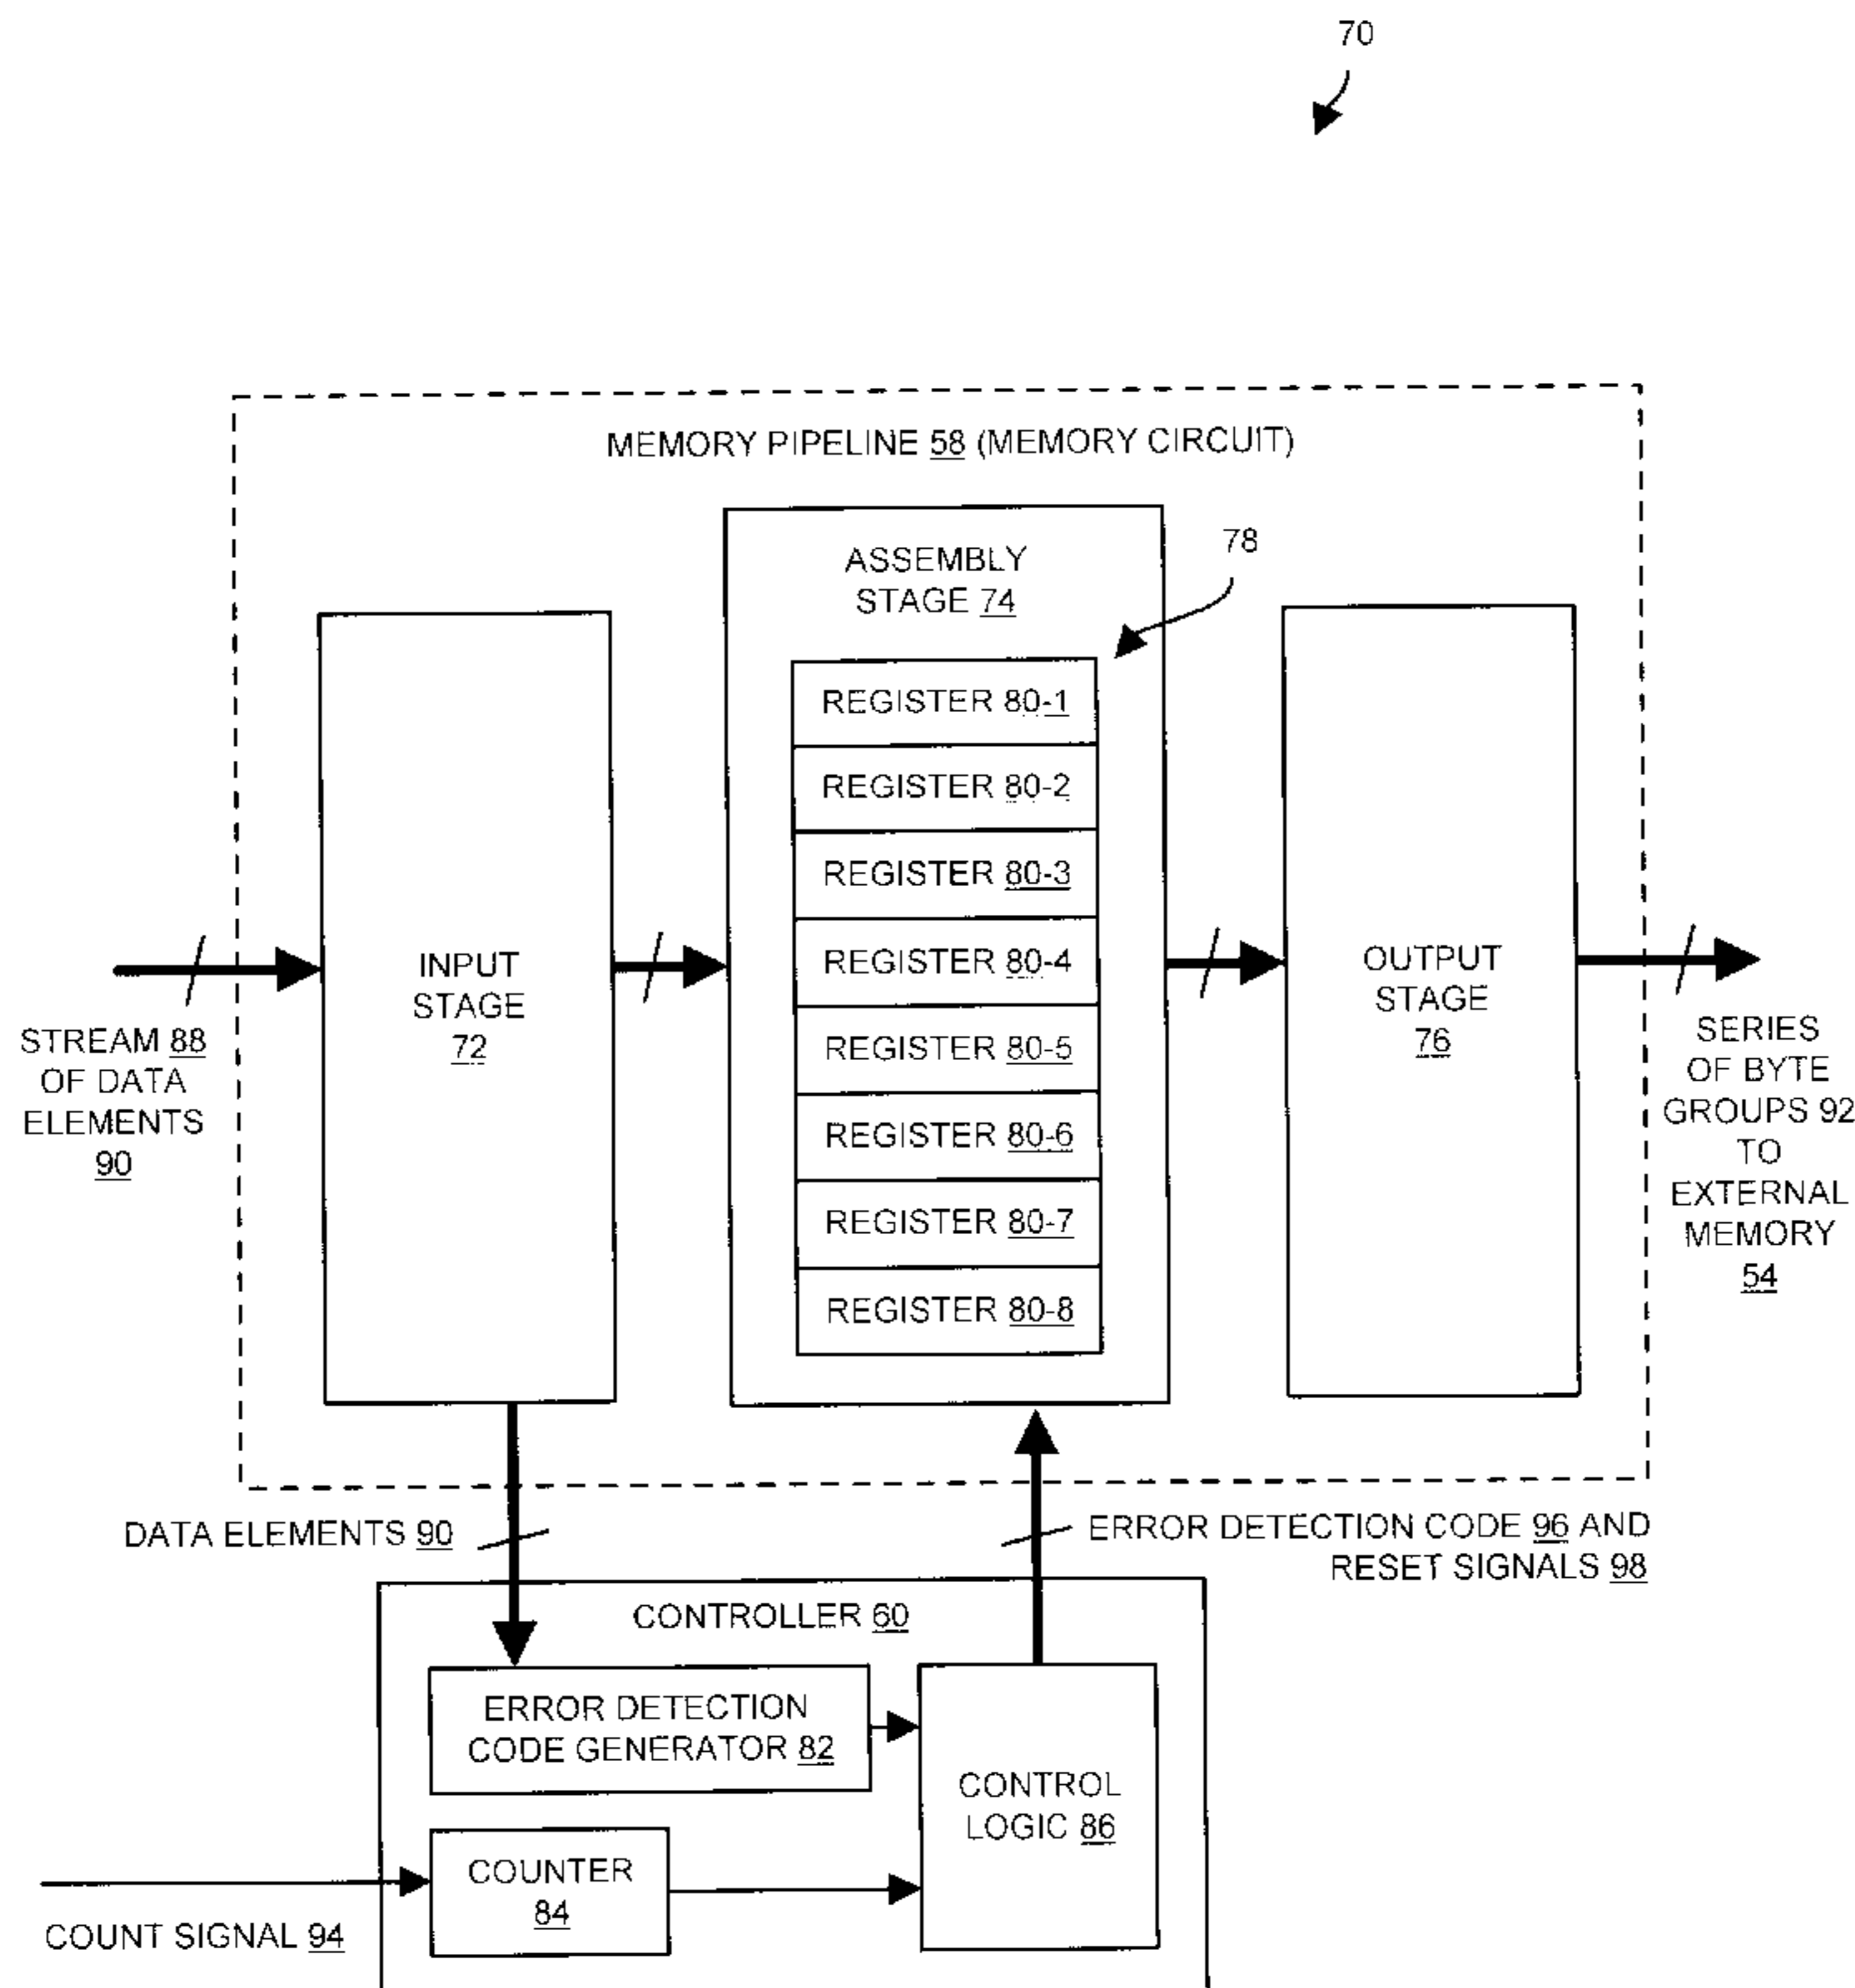 70
MEMORY PIPELINE 58 (MEMORY CIRCUIT)
78
ASSEMBLY
STAGE 74
REGISTER 80-1
REGISTER 80-2
REGISTER 80-3
REGISTER 80-4
REGISTER 80-5
REGISTER 80-6
REGISTER 80-7
REGISTER 80-8
INPUT
STAGE
72
OUTPUT
STAGE
76
STREAM 88
OF DATA
ELEMENTS
90
SERIES
OF BYTE
GROUPS 92
TO
EXTERNAL
MEMORY
54
DATA ELEMENTS 90
ERROR DETECTION CODE 96 AND
RESET SIGNALS 98
CONTROLLER 60
ERROR DETECTION
CODE GENERATOR 82
CONTROL
LOGIC 86
COUNTER
84
COUNT SIGNAL 94